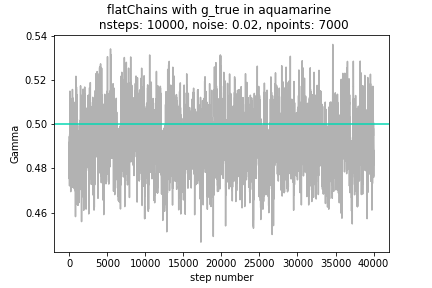 flatChains with g_true in aquamarine
nsteps: 10000, noise: 0.02, npoints: 7000
0.54
0.52
0.50
0.48
0.46
Gamma
0 5000 10000 15000 20000 25000 30000 35000 40000
step number